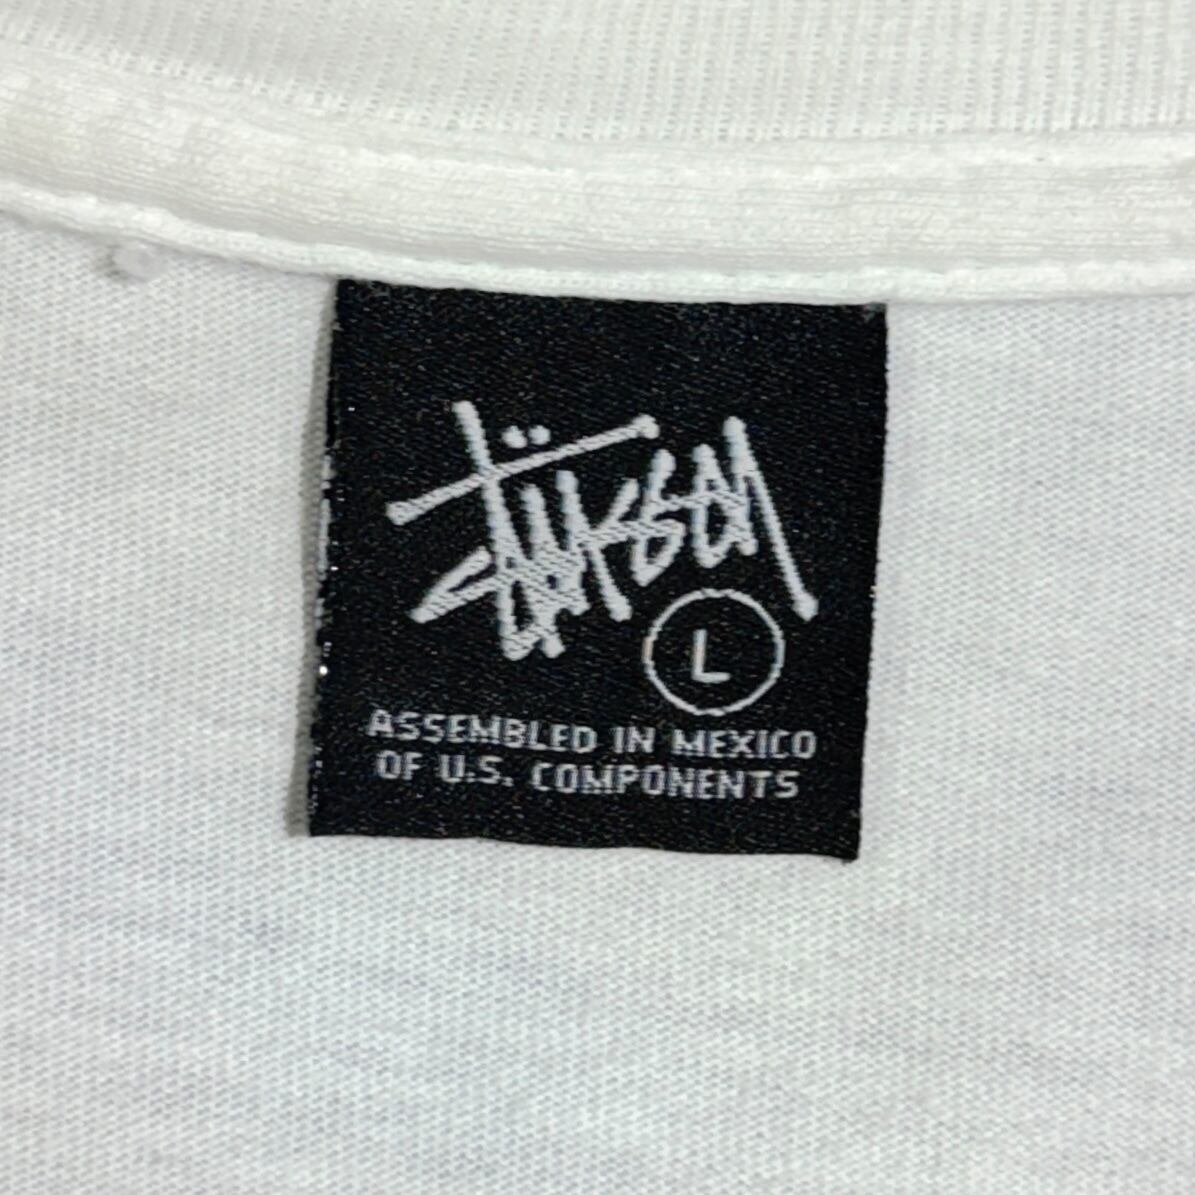 Stüssy
L
ASSEMBLED IN MEXICO
OF U.S. COMPONENTS